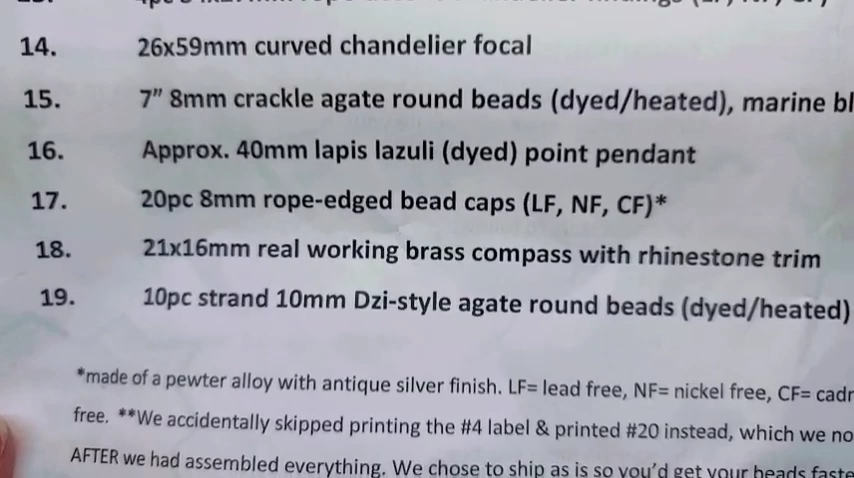 14. 26x59mm curved chandelier focal
15. 7" 8mm crackle agate round beads (dyed/heated), marine bl
16. Approx. 40mm lapis lazuli (dyed) point pendant
17. 20pc 8mm rope-edged bead caps (LF, NF, CF)*
18. 21x16mm real working brass compass with rhinestone trim
19. 10pc strand 10mm Dzi-style agate round beads (dyed/heated)
*made of a pewter alloy with antique silver finish. LF= lead free, NF= nickel free, CF= cadr
free. **We accidentally skipped printing the #4 label & printed #20 instead, which we no
AFTER we had assembled everything. We chose to ship as is so you'd get your beads faste